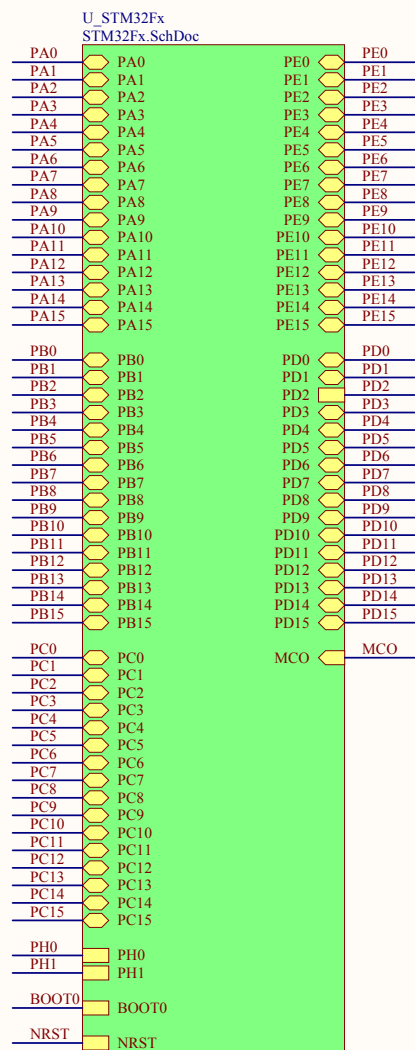 U_STM32Fx
STM32Fx.SchDoc
PA0 PA0 PE0 PE0
PA1 PA1 PE1 PE1
PA2 PA2 PE2 PE2
PA3 PA3 PE3 PE3
PA4 PA4 PE4 PE4
PA5 PA5 PE5 PE5
PA6 PA6 PE6 PE6
PA7 PA7 PE7 PE7
PA8 PA8 PE8 PE8
PA9 PA9 PE9 PE9
PA10 PA10 PE10 PE10
PA11 PA11 PE11 PE11
PA12 PA12 PE12 PE12
PA13 PA13 PE13 PE13
PA14 PA14 PE14 PE14
PA15 PA15 PE15 PE15
PB0 PB0 PD0 PD0
PB1 PB1 PD1 PD1
PB2 PB2 PD2 PD2
PB3 PB3 PD3 PD3
PB4 PB4 PD4 PD4
PB5 PB5 PD5 PD5
PB6 PB6 PD6 PD6
PB7 PB7 PD7 PD7
PB8 PB8 PD8 PD8
PB9 PB9 PD9 PD9
PB10 PB10 PD10 PD10
PB11 PB11 PD11 PD11
PB12 PB12 PD12 PD12
PB13 PB13 PD13 PD13
PB14 PB14 PD14 PD14
PB15 PB15 PD15 PD15
PC0 PC0 MCO MCO
PC1 PC1
PC2 PC2
PC3 PC3
PC4 PC4
PC5 PC5
PC6 PC6
PC7 PC7
PC8 PC8
PC9 PC9
PC10 PC10
PC11 PC11
PC12 PC12
PC13 PC13
PC14 PC14
PC15 PC15
PH0 PH0
PH1 PH1
BOOT0 BOOT0
NRST NRST